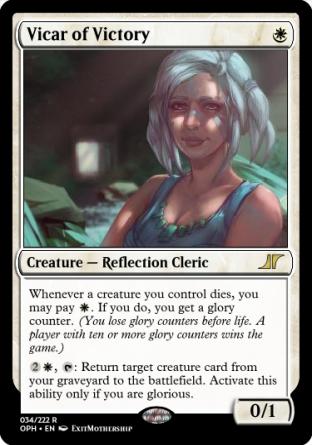 Vicar of Victory
Creature — Reflection Cleric
Whenever a creature you control dies, you
may pay . If you do, you get a glory
counter. (You lose glory counters before life. A
player with ten or more glory counters wins
the game.)
2 , : Return target creature card from
your graveyard to the battlefield. Activate this
ability only if you are glorious.
0/1
034/222 R
OPH • EN ExitMothership